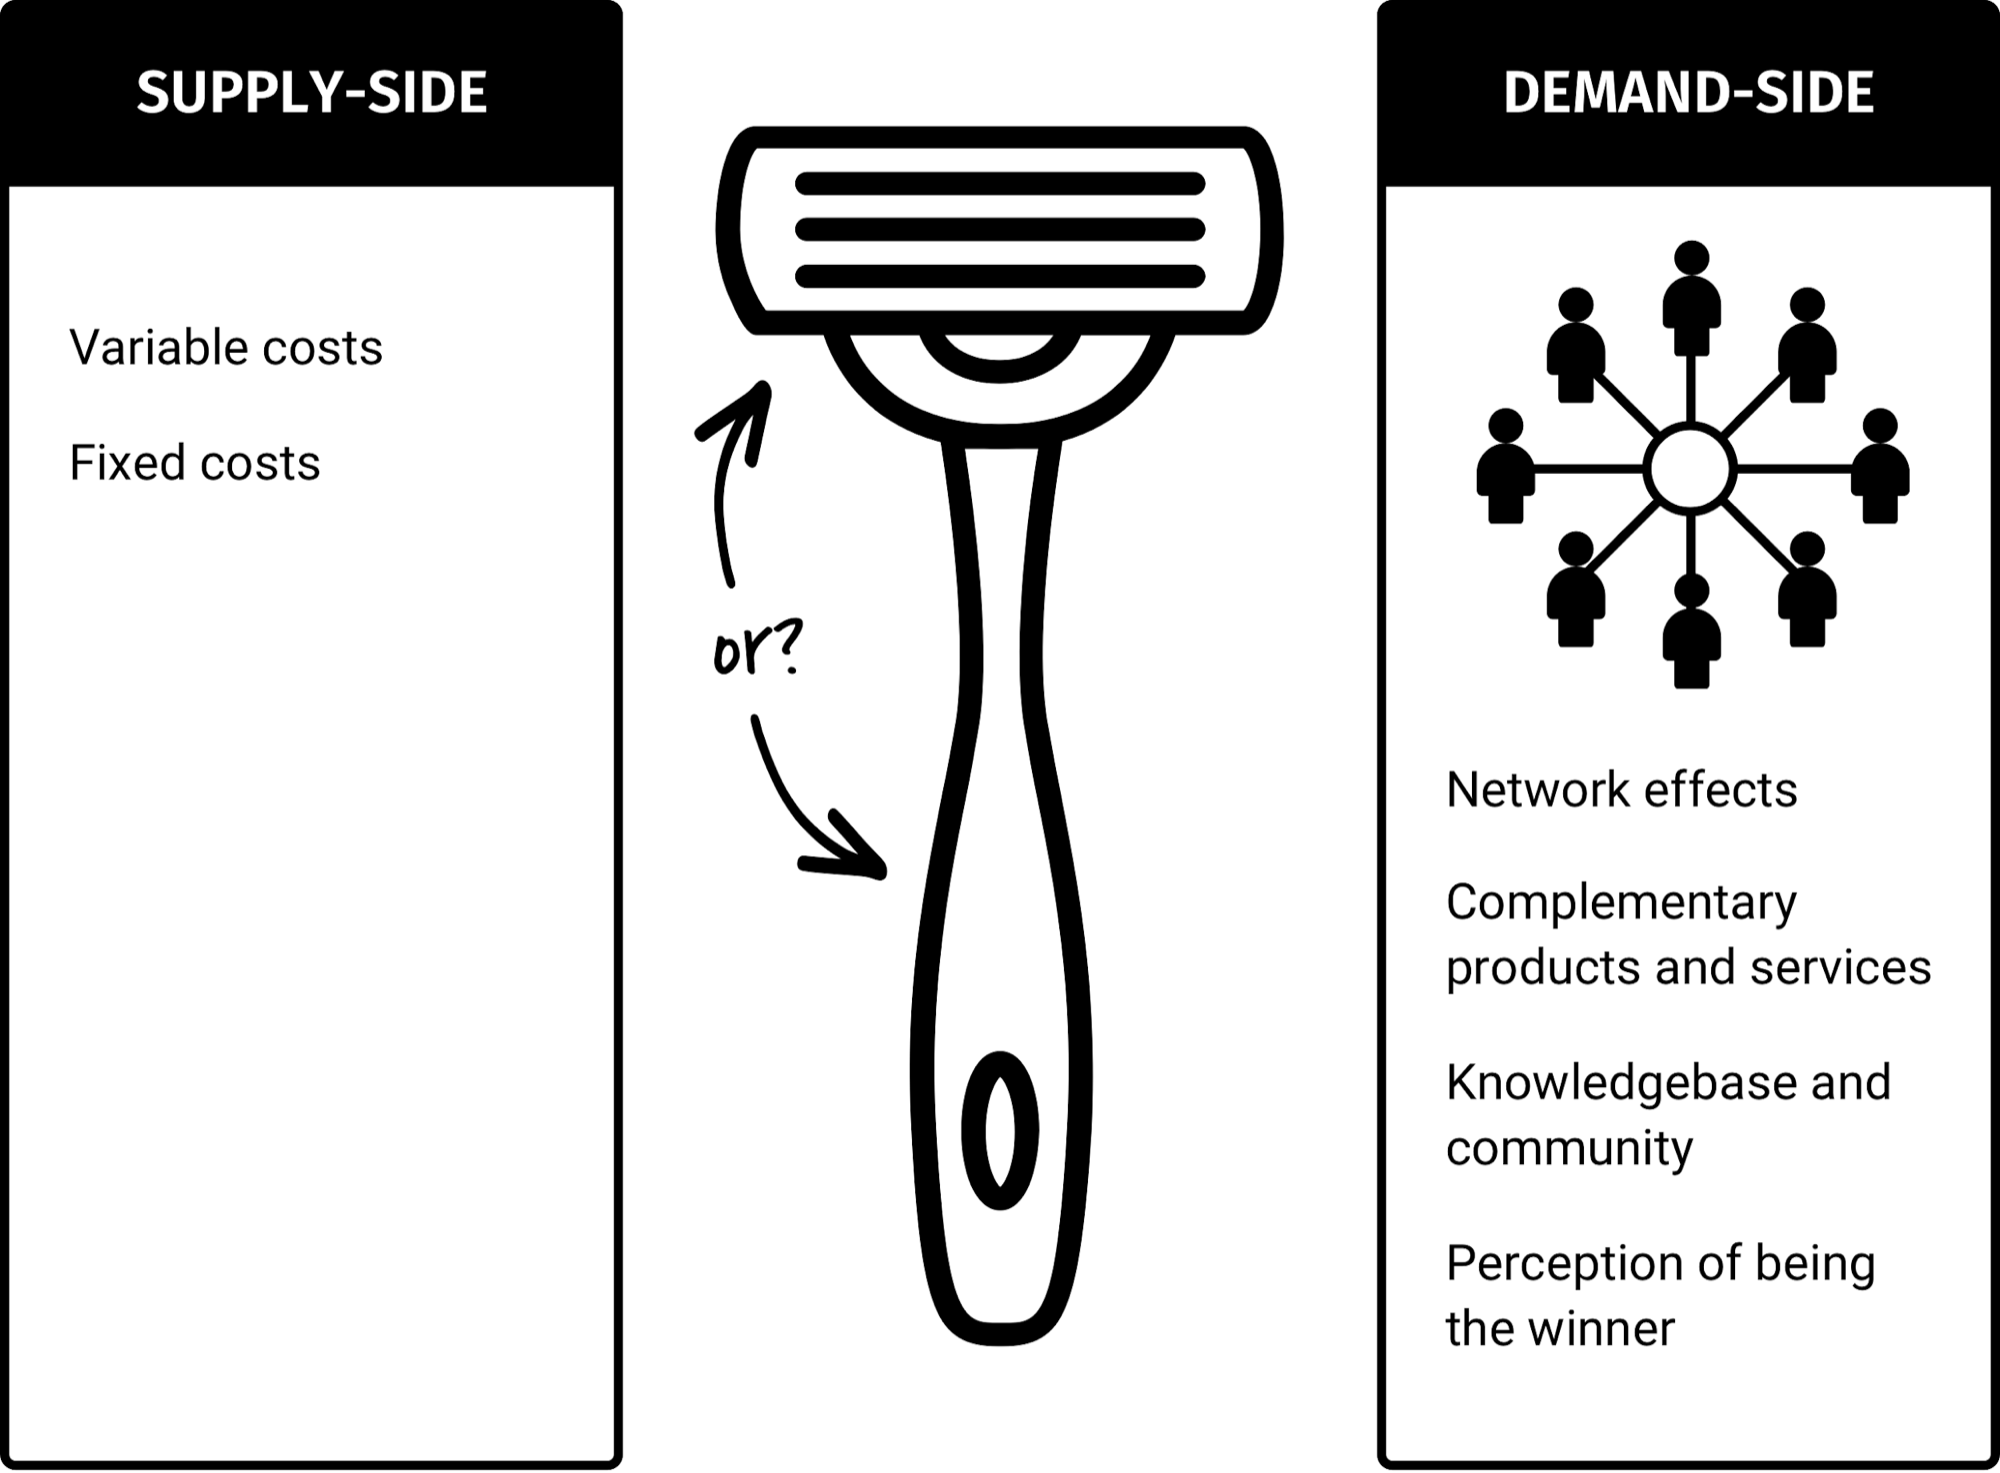 SUPPLY-SIDE
Variable costs
Fixed costs
or?
DEMAND-SIDE
Network effects
Complementary
products and services
Knowledgebase and
community
Perception of being
the winner